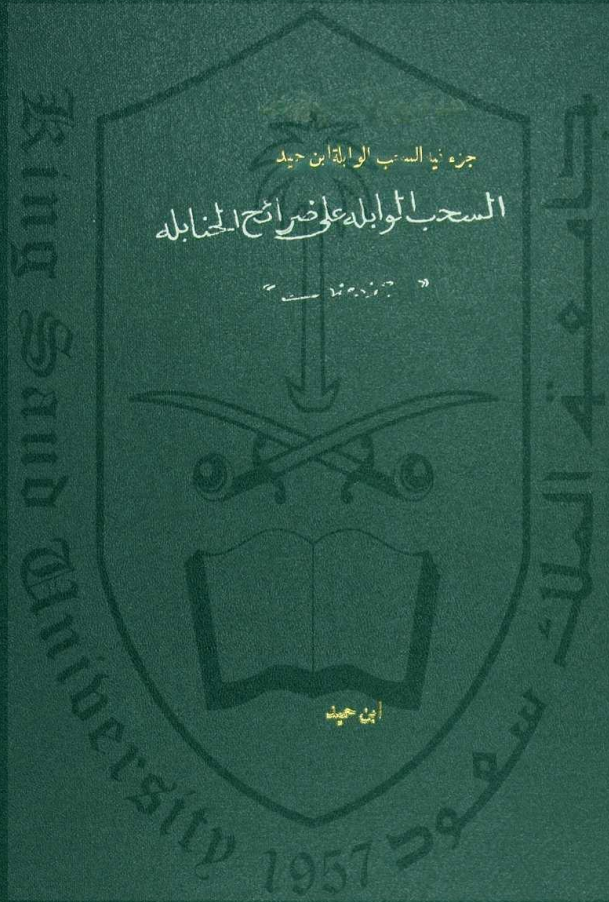 جزء نيا السحب الوابلة ابن حميد
السحب الوابله على ضرائح الحنابله
ابن حميد
King Saud University
1957
جامعة الملك سعود